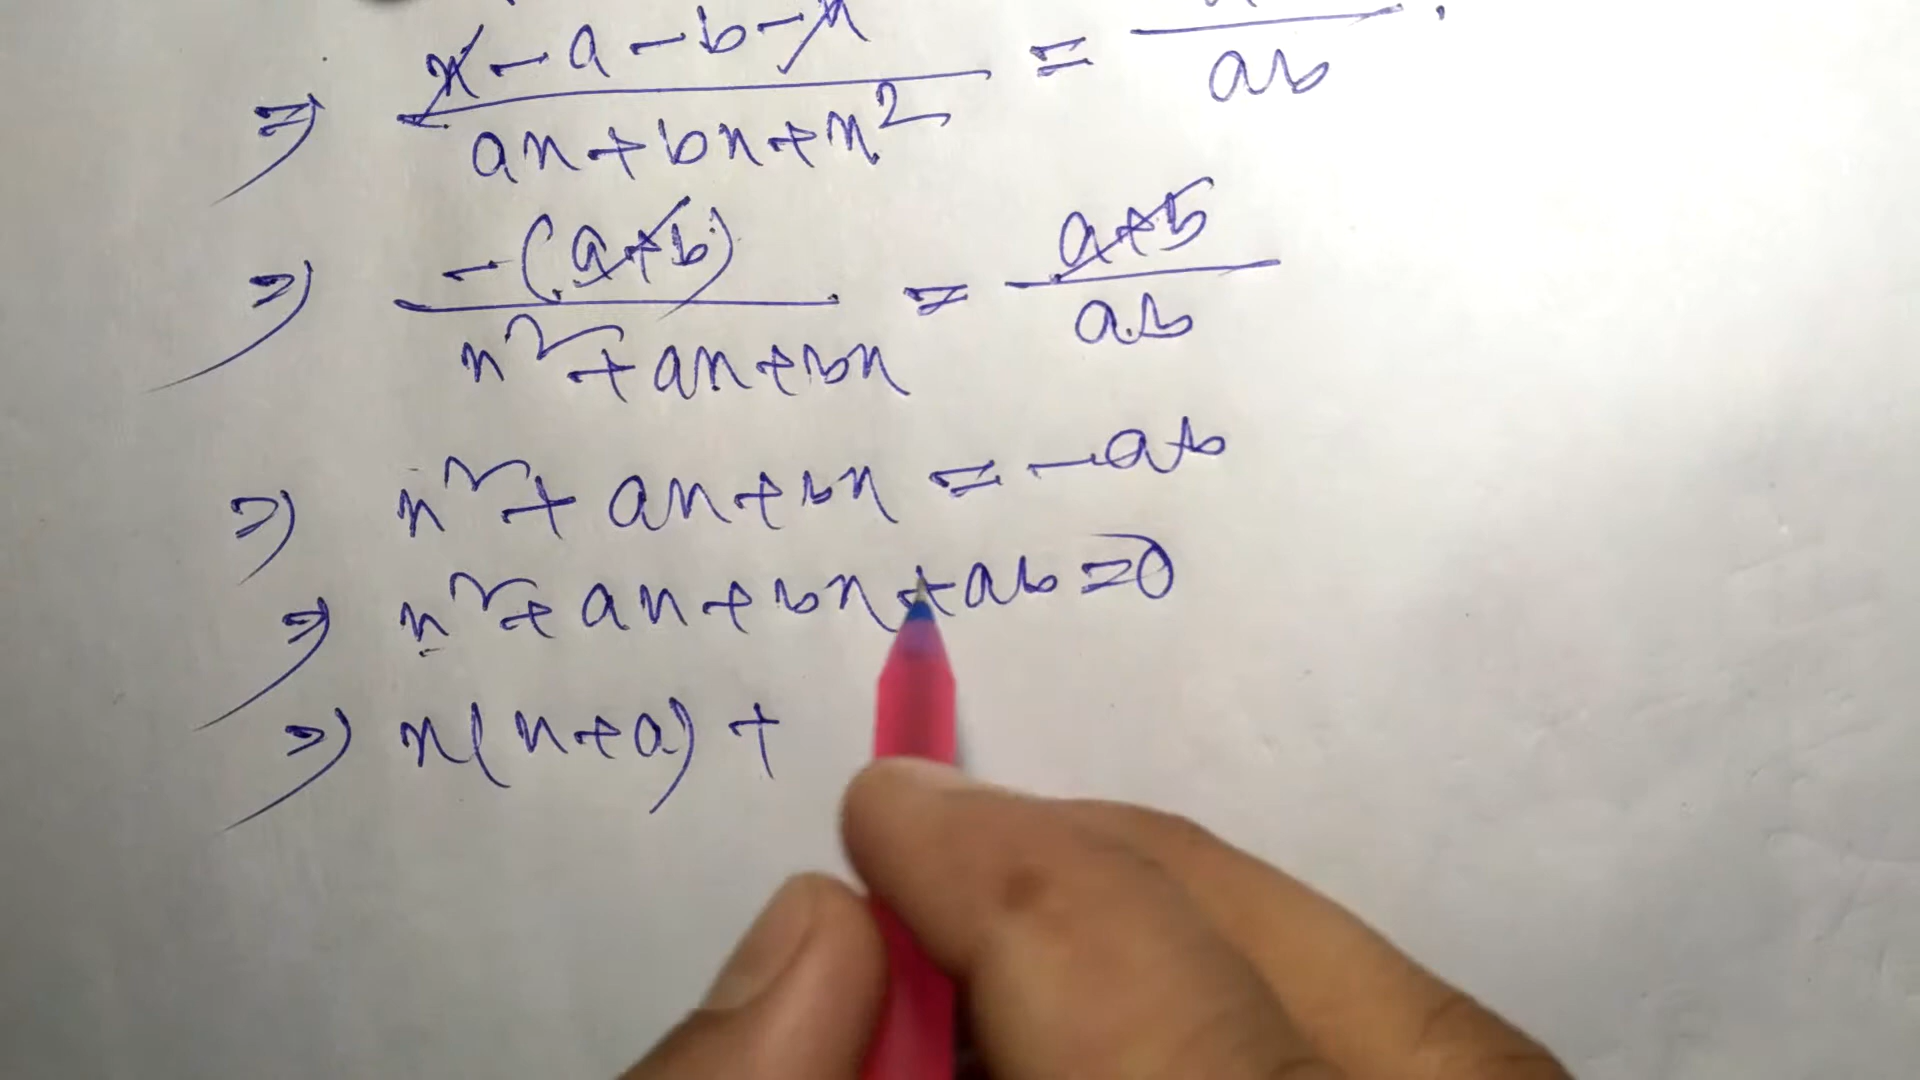 ⇒ (x - a - b - x)/(ax + bx + x²) = /ab
⇒ -(a+b)/(x² + ax + bx) = (a+b)/ab
⇒ x² + ax + bx = -ab
⇒ x² + ax + bx + ab = 0
⇒ x(x+a) +